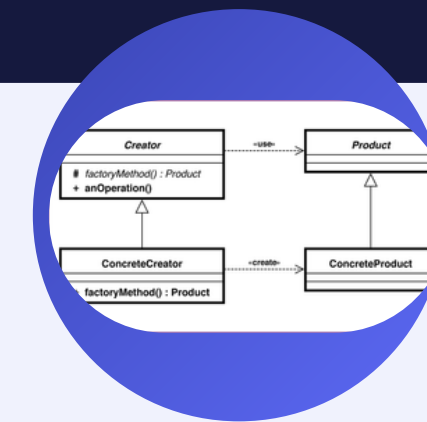 Creator
«use»
Product
# factoryMethod() : Product
+ anOperation()
ConcreteCreator
«create»
ConcreteProduct
factoryMethod() : Product